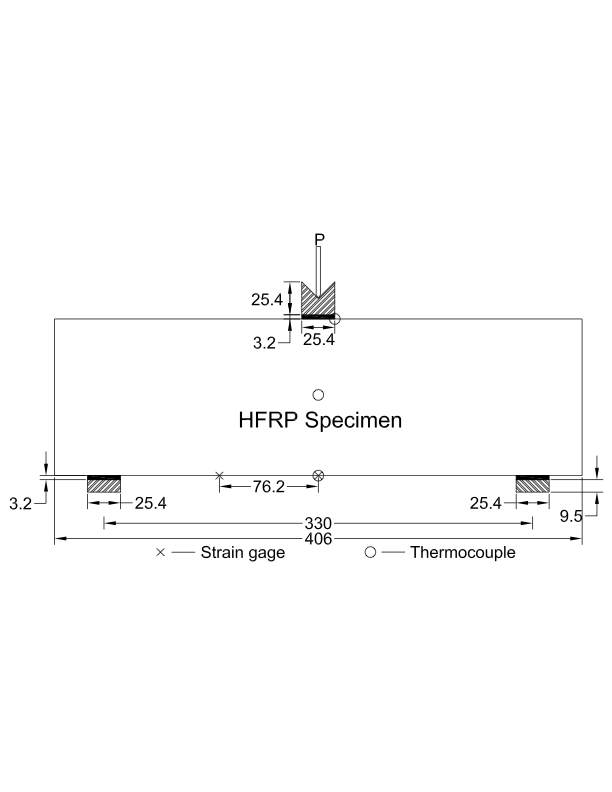 P
25.4
3.2
25.4
HFRP Specimen
76.2
3.2
25.4
25.4
9.5
330
406
Strain gage
Thermocouple